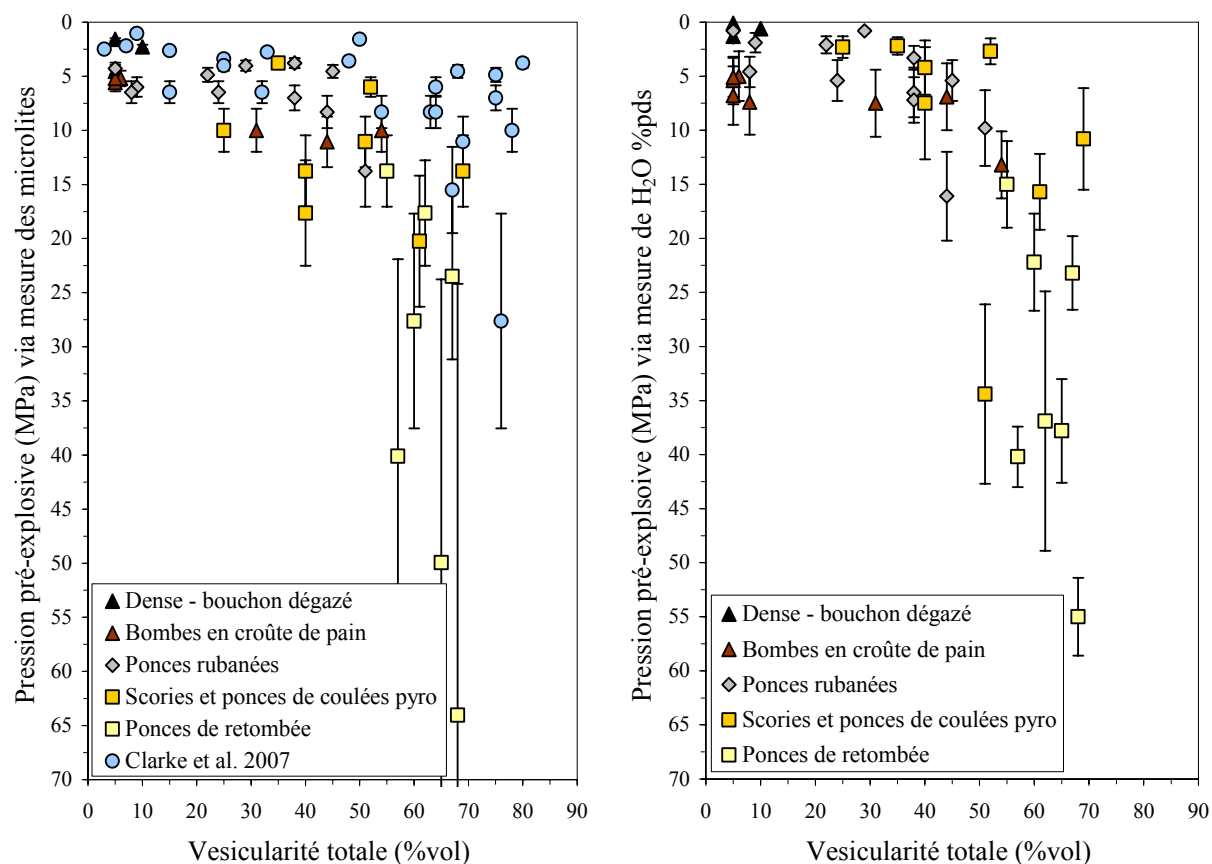 Pression pré-explosive (MPa) via mesure des microlites
0
5
10
15
20
25
30
35
40
45
50
55
60
65
70
Dense - bouchon dégazé
Bombes en croûte de pain
Ponces rubanées
Scories et ponces de coulées pyro
Ponces de retombée
Clarke et al. 2007
0 10 20 30 40 50 60 70 80 90
Vesicularité totale (%vol)
Pression pré-explsoive (MPa) via mesure de H₂O %pds
0
5
10
15
20
25
30
35
40
45
50
55
60
65
70
Dense - bouchon dégazé
Bombes en croûte de pain
Ponces rubanées
Scories et ponces de coulées pyro
Ponces de retombée
0 10 20 30 40 50 60 70 80 90
Vesicularité totale (%vol)